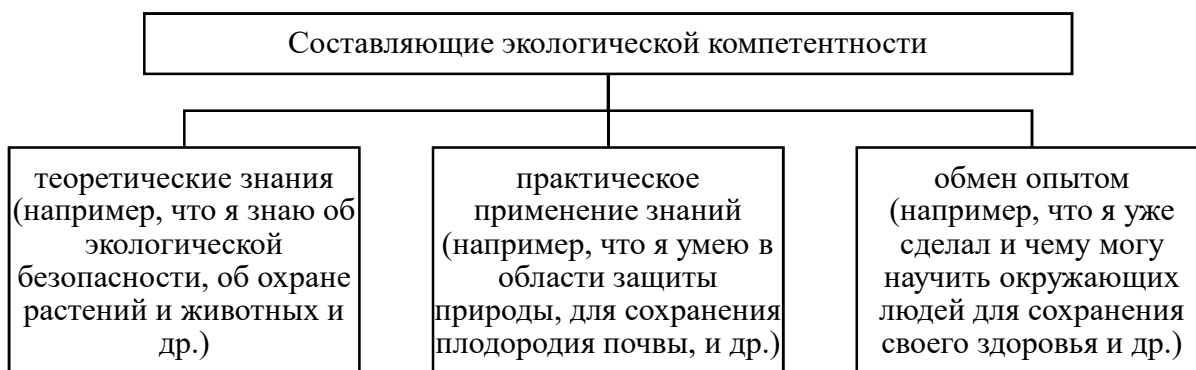 Составляющие экологической компетентности
теоретические знания
(например, что я знаю об
экологической
безопасности, об охране
растений и животных и
др.)
практическое
применение знаний
(например, что я умею в
области защиты
природы, для сохранения
плодородия почвы, и др.)
обмен опытом
(например, что я уже
сделал и чему могу
научить окружающих
людей для сохранения
своего здоровья и др.)